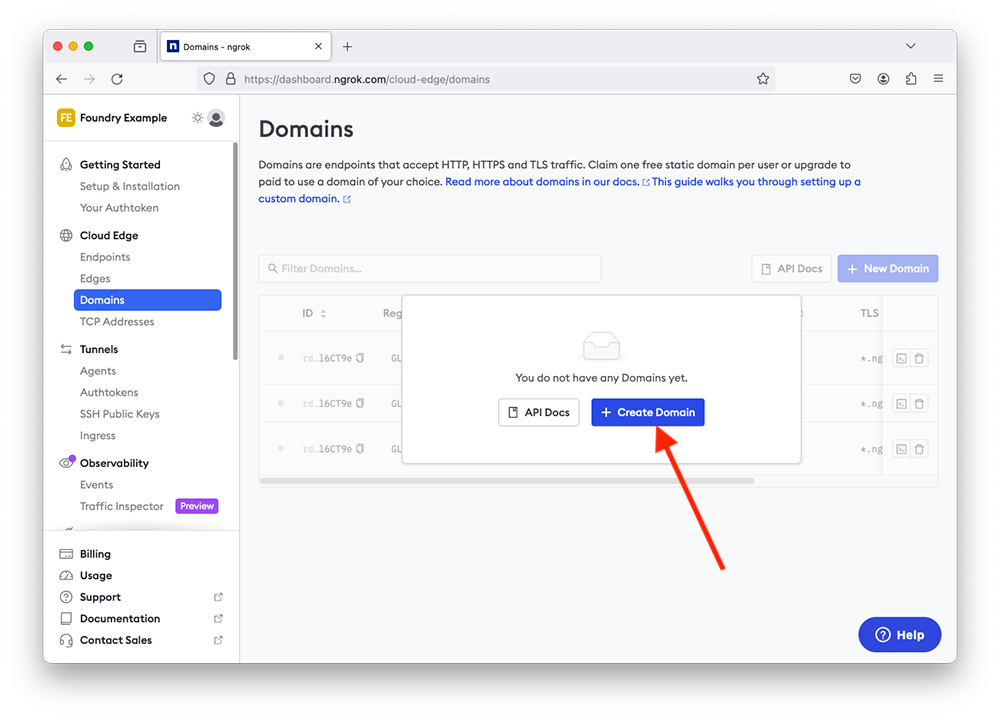 Domains - ngrok
https://dashboard.ngrok.com/cloud-edge/domains
FE Foundry Example
Getting Started
Setup & Installation
Your Authtoken
Cloud Edge
Endpoints
Edges
Domains
TCP Addresses
Tunnels
Agents
Authtokens
SSH Public Keys
Ingress
Observability
Events
Traffic Inspector Preview
Billing
Usage
Support
Documentation
Contact Sales
Domains
Domains are endpoints that accept HTTP, HTTPS and TLS traffic. Claim one free static domain per user or upgrade to
paid to use a domain of your choice. Read more about domains in our docs. This guide walks you through setting up a
custom domain.
Filter Domains... API Docs + New Domain
ID Reg TLS
rd…16CT9e GL *.ng
rd…16CT9e GL *.ng
rd…16CT9e GL *.ng
You do not have any Domains yet.
API Docs + Create Domain
Help